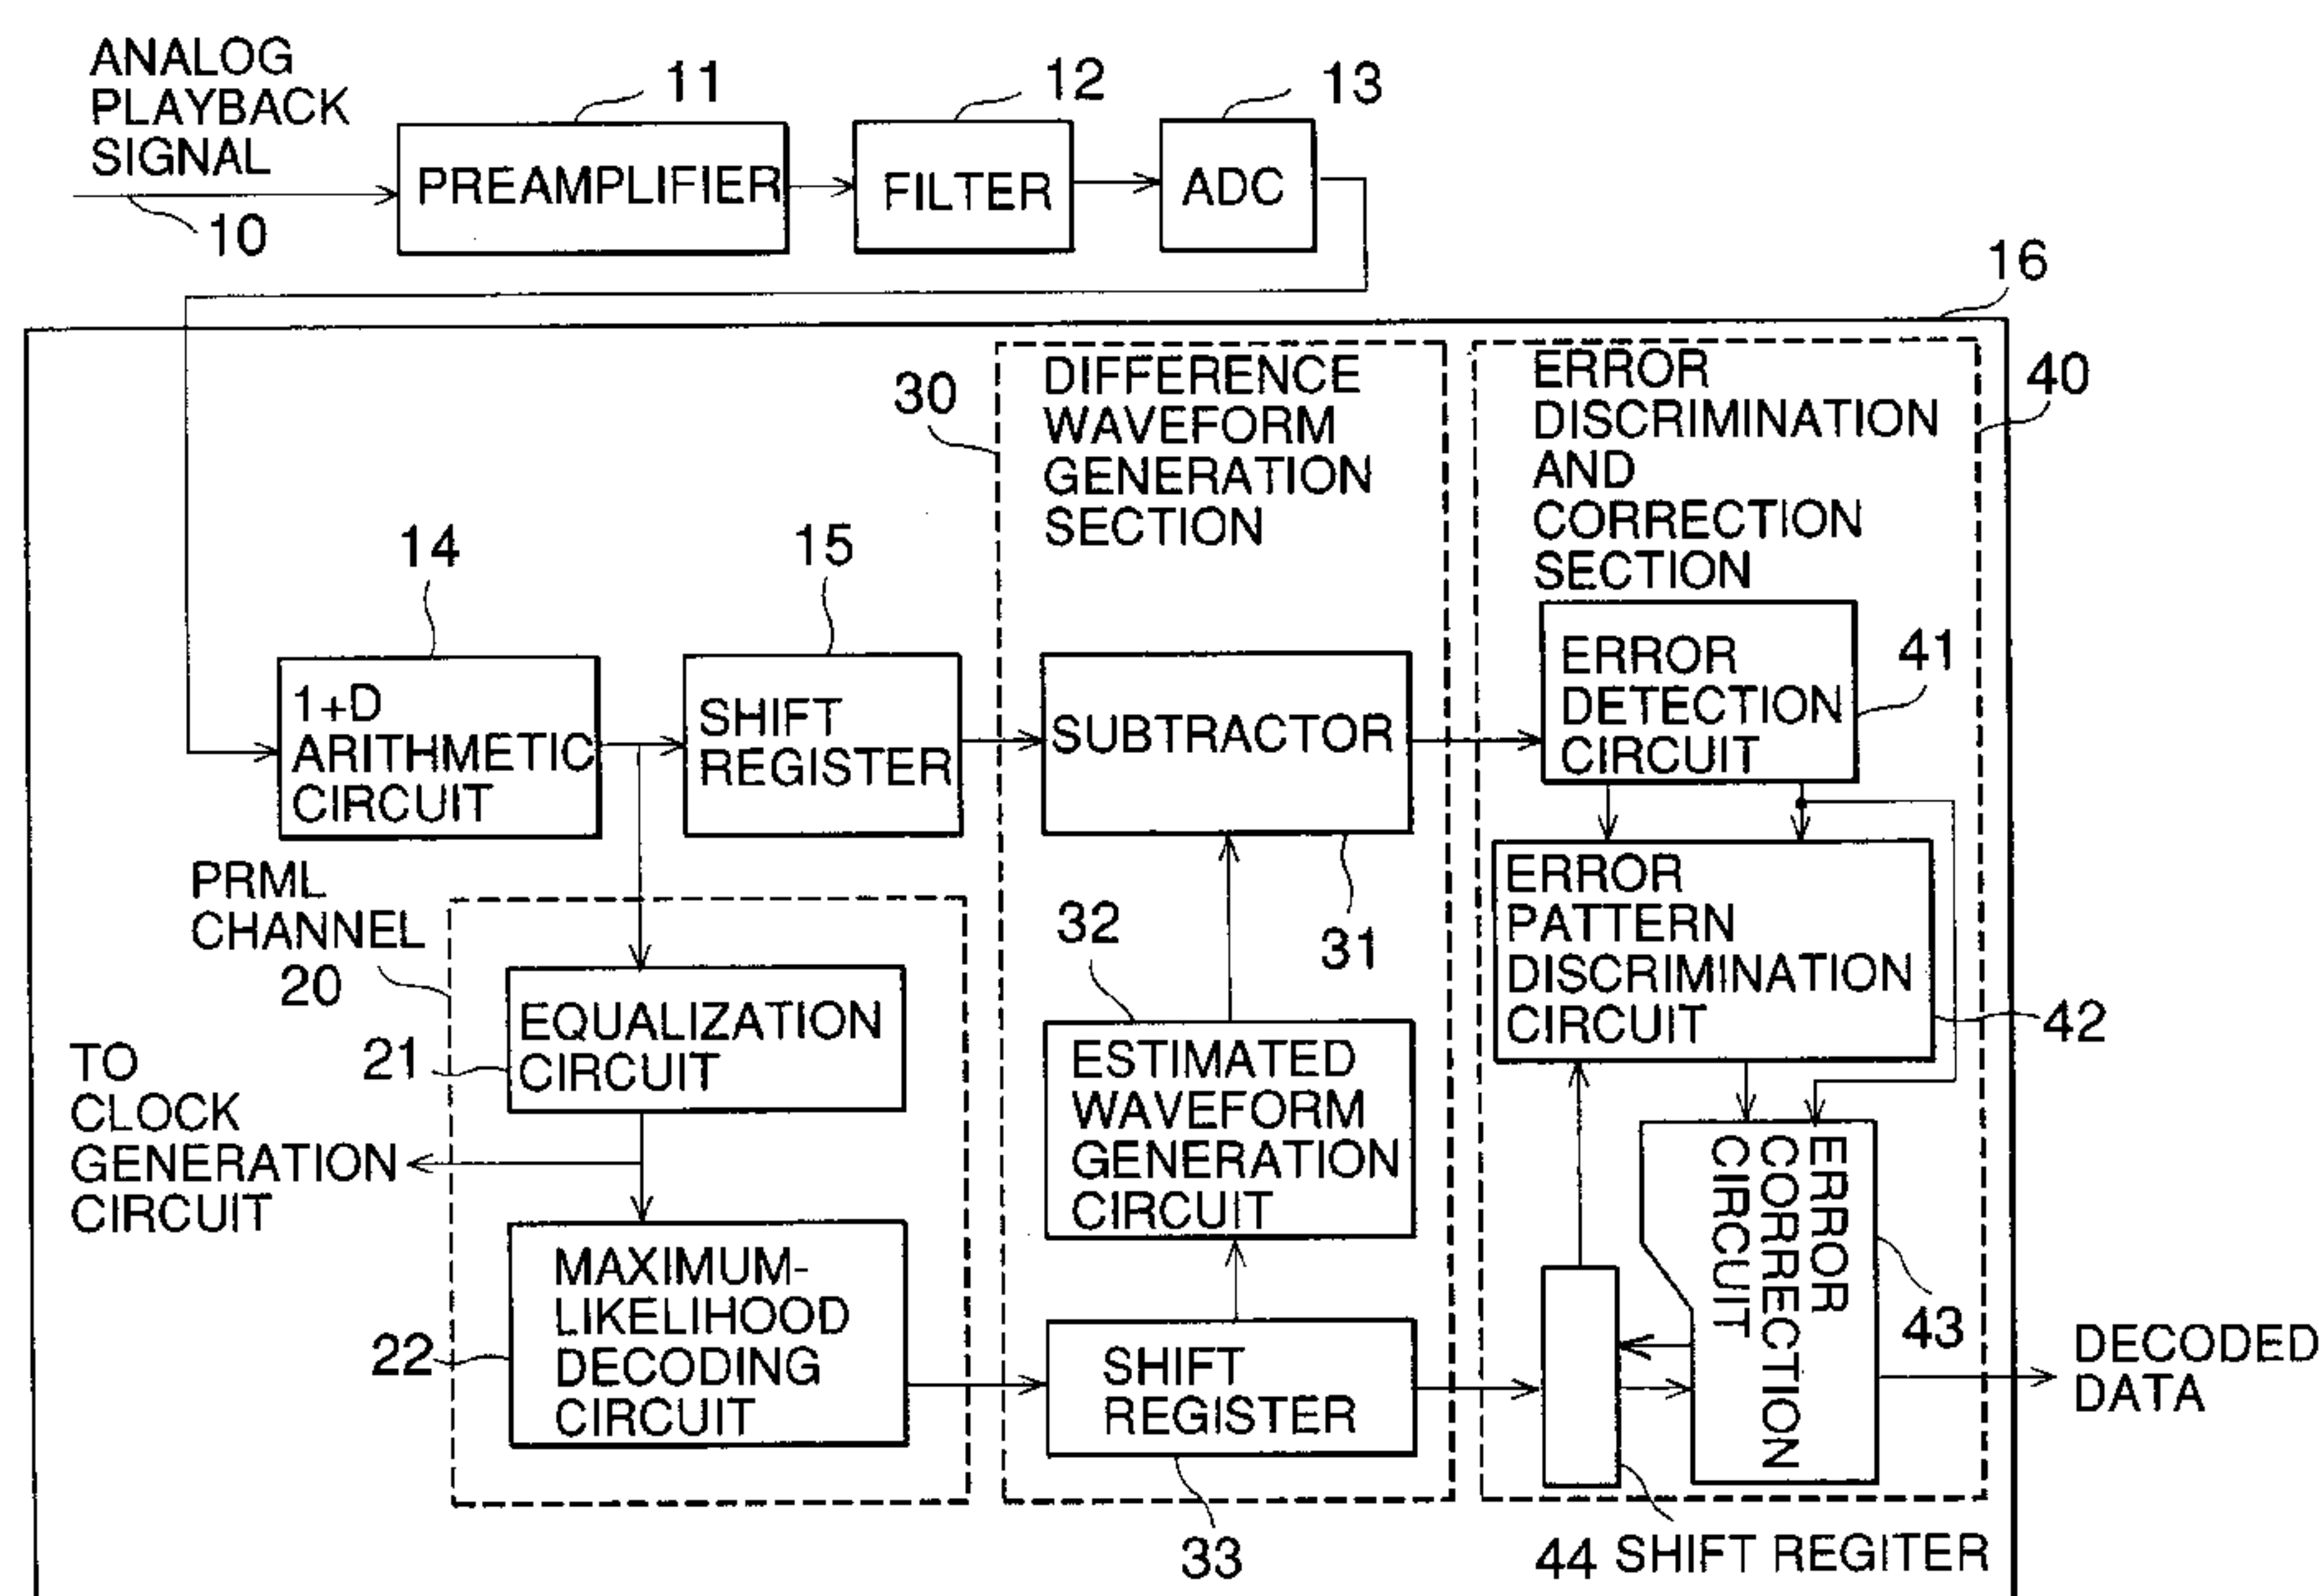 ANALOG
PLAYBACK
SIGNAL
10
11
PREAMPLIFIER
12
FILTER
13
ADC
16
14
1+D
ARITHMETIC
CIRCUIT
15
SHIFT
REGISTER
30
DIFFERENCE
WAVEFORM
GENERATION
SECTION
ERROR
DISCRIMINATION
AND
CORRECTION
SECTION
40
SUBTRACTOR
31
ERROR
DETECTION
CIRCUIT
41
PRML
CHANNEL
20
EQUALIZATION
CIRCUIT
21
TO
CLOCK
GENERATION
CIRCUIT
MAXIMUM-
LIKELIHOOD
DECODING
CIRCUIT
22
32
ESTIMATED
WAVEFORM
GENERATION
CIRCUIT
SHIFT
REGISTER
33
ERROR
PATTERN
DISCRIMINATION
CIRCUIT
42
ERROR
CORRECTION
CIRCUIT
43
44 SHIFT REGITER
DECODED
DATA